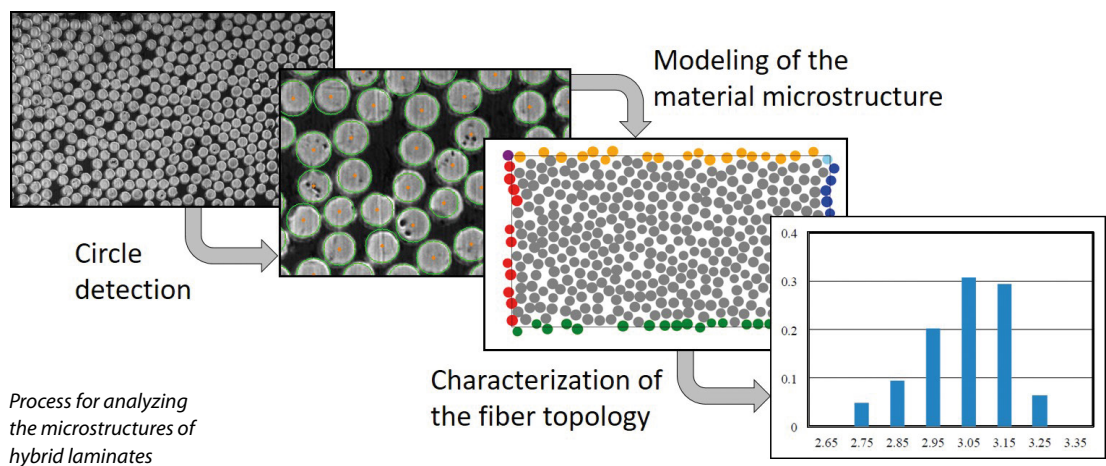 Modeling of the
material microstructure
Circle
detection
Characterization of
the fiber topology
0.4
0.3
0.2
0.1
0
2.65 2.75 2.85 2.95 3.05 3.15 3.25 3.35
Process for analyzing
the microstructures of
hybrid laminates